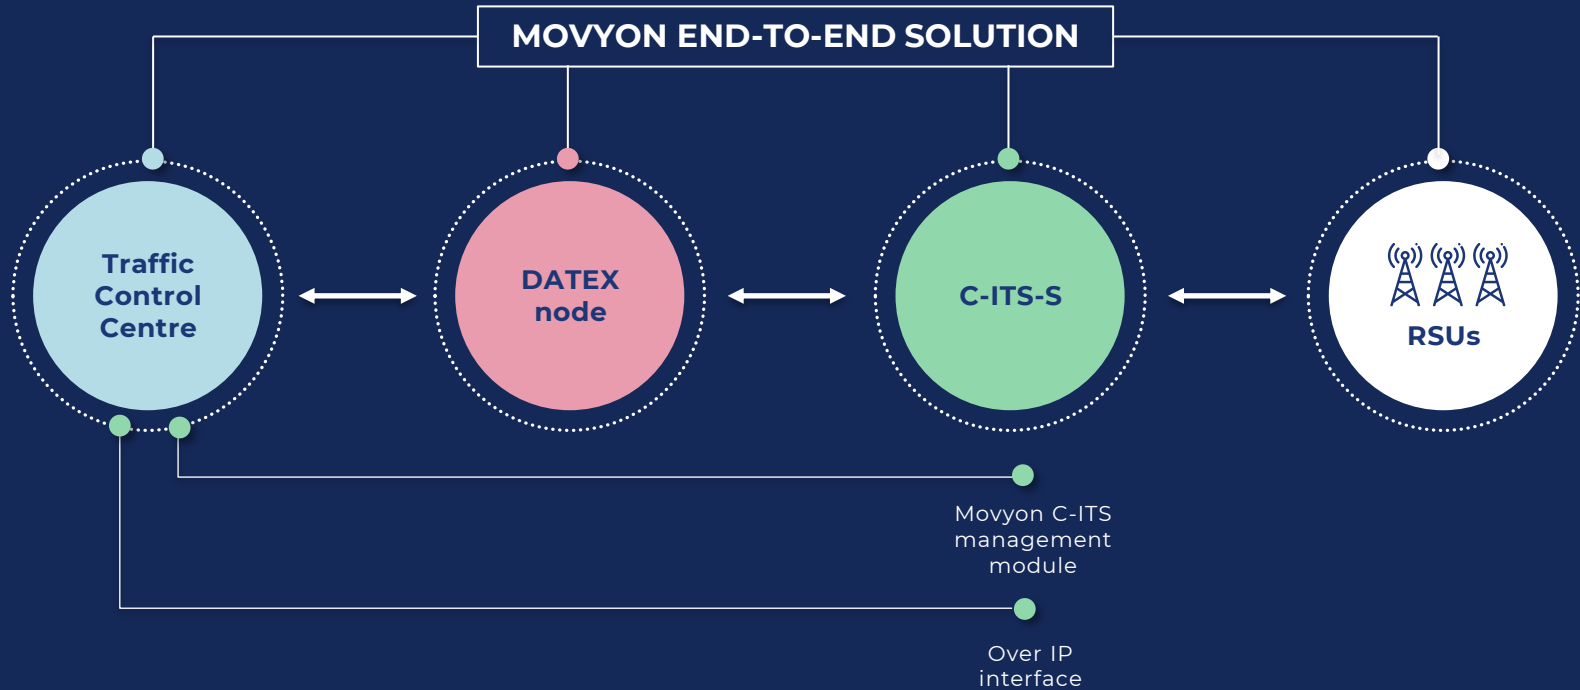 MOVYON END-TO-END SOLUTION
Traffic
Control
Centre
DATEX
node
C-ITS-S
RSUs
Movyon C-ITS
management
module
Over IP
interface